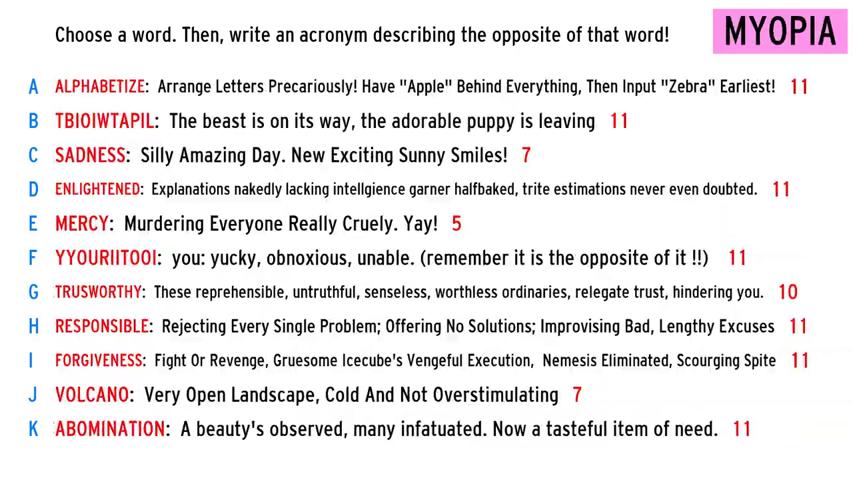 Choose a word. Then, write an acronym describing the opposite of that word!
MYOPIA
A ALPHABETIZE: Arrange Letters Precariously! Have "Apple" Behind Everything, Then Input "Zebra" Earliest! 11
B TBIOIWTAPIL: The beast is on its way, the adorable puppy is leaving 11
C SADNESS: Silly Amazing Day. New Exciting Sunny Smiles! 7
D ENLIGHTENED: Explanations nakedly lacking intellgience garner halfbaked, trite estimations never even doubted. 11
E MERCY: Murdering Everyone Really Cruely. Yay! 5
F YYOURIITOOI: you: yucky, obnoxious, unable. (remember it is the opposite of it !!) 11
G TRUSWORTHY: These reprehensible, untruthful, senseless, worthless ordinaries, relegate trust, hindering you. 10
H RESPONSIBLE: Rejecting Every Single Problem; Offering No Solutions; Improvising Bad, Lengthy Excuses 11
I FORGIVENESS: Fight Or Revenge, Gruesome Icecube's Vengeful Execution, Nemesis Eliminated, Scourging Spite 11
J VOLCANO: Very Open Landscape, Cold And Not Overstimulating 7
K ABOMINATION: A beauty's observed, many infatuated. Now a tasteful item of need. 11